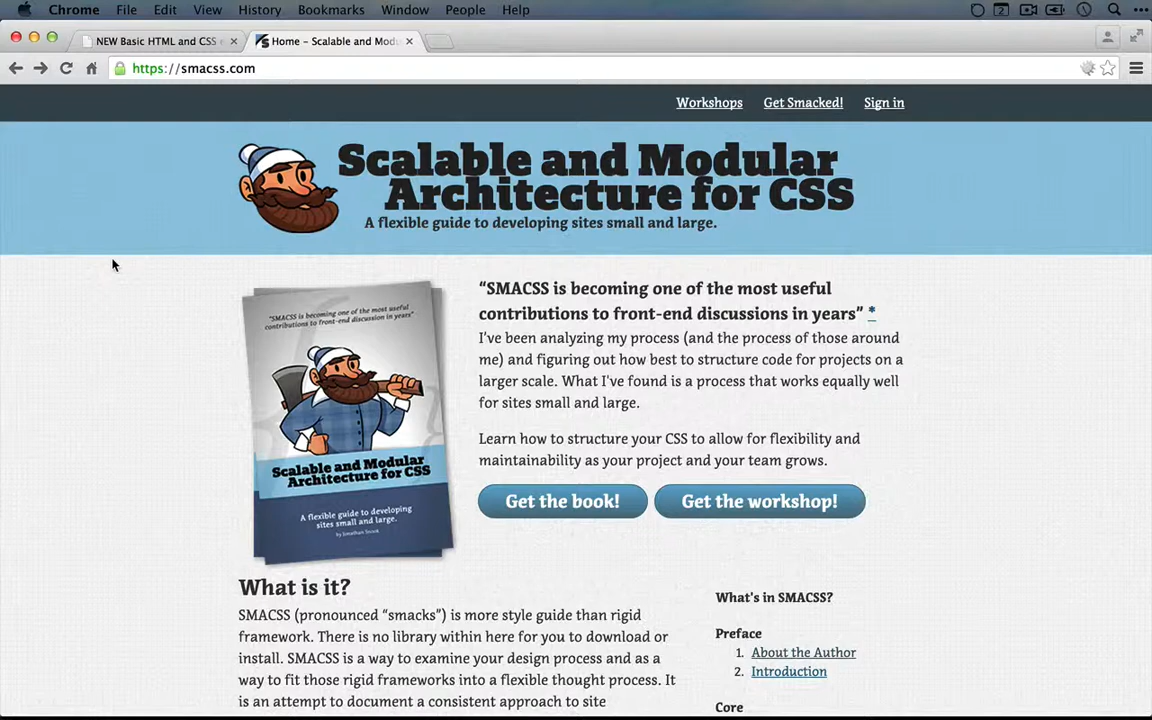 Chrome File Edit View History Bookmarks Window People Help
2
NEW Basic HTML and CSS
Home – Scalable and Modu
https://smacss.com
Workshops Get Smacked! Sign in
Scalable and Modular
Architecture for CSS
A flexible guide to developing sites small and large.
"SMACSS is becoming one of the most useful
contributions to front-end discussion in years"
Scalable and Modular
Architecture for CSS
A flexible guide to developing
sites small and large.
by Jonathan Snook
“SMACSS is becoming one of the most useful
contributions to front-end discussions in years” *
I've been analyzing my process (and the process of those around
me) and figuring out how best to structure code for projects on a
larger scale. What I've found is a process that works equally well
for sites small and large.
Learn how to structure your CSS to allow for flexibility and
maintainability as your project and your team grows.
Get the book! Get the workshop!
What is it?
SMACSS (pronounced “smacks”) is more style guide than rigid
framework. There is no library within here for you to download or
install. SMACSS is a way to examine your design process and as a
way to fit those rigid frameworks into a flexible thought process. It
is an attempt to document a consistent approach to site
What's in SMACSS?
Preface
1. About the Author
2. Introduction
Core